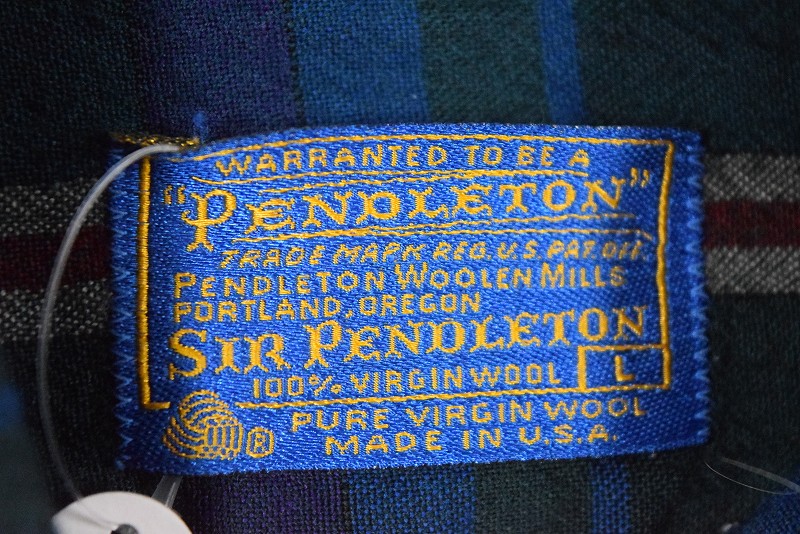 WARRANTED TO BE A
"PENDLETON"
TRADE MARK REG. U.S. PAT. OFF.
PENDLETON WOOLEN MILLS
PORTLAND, OREGON
SIR PENDLETON
100% VIRGIN WOOL L
® PURE VIRGIN WOOL
MADE IN U.S.A.